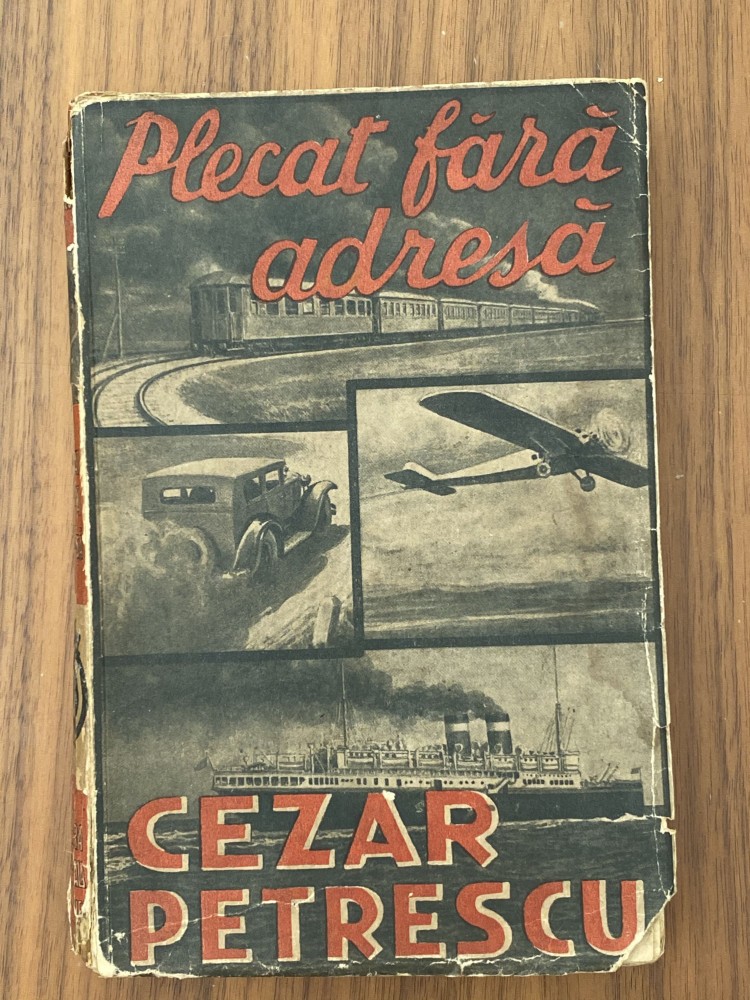 Plecat fără
adresă
CEZAR
PETRESCU